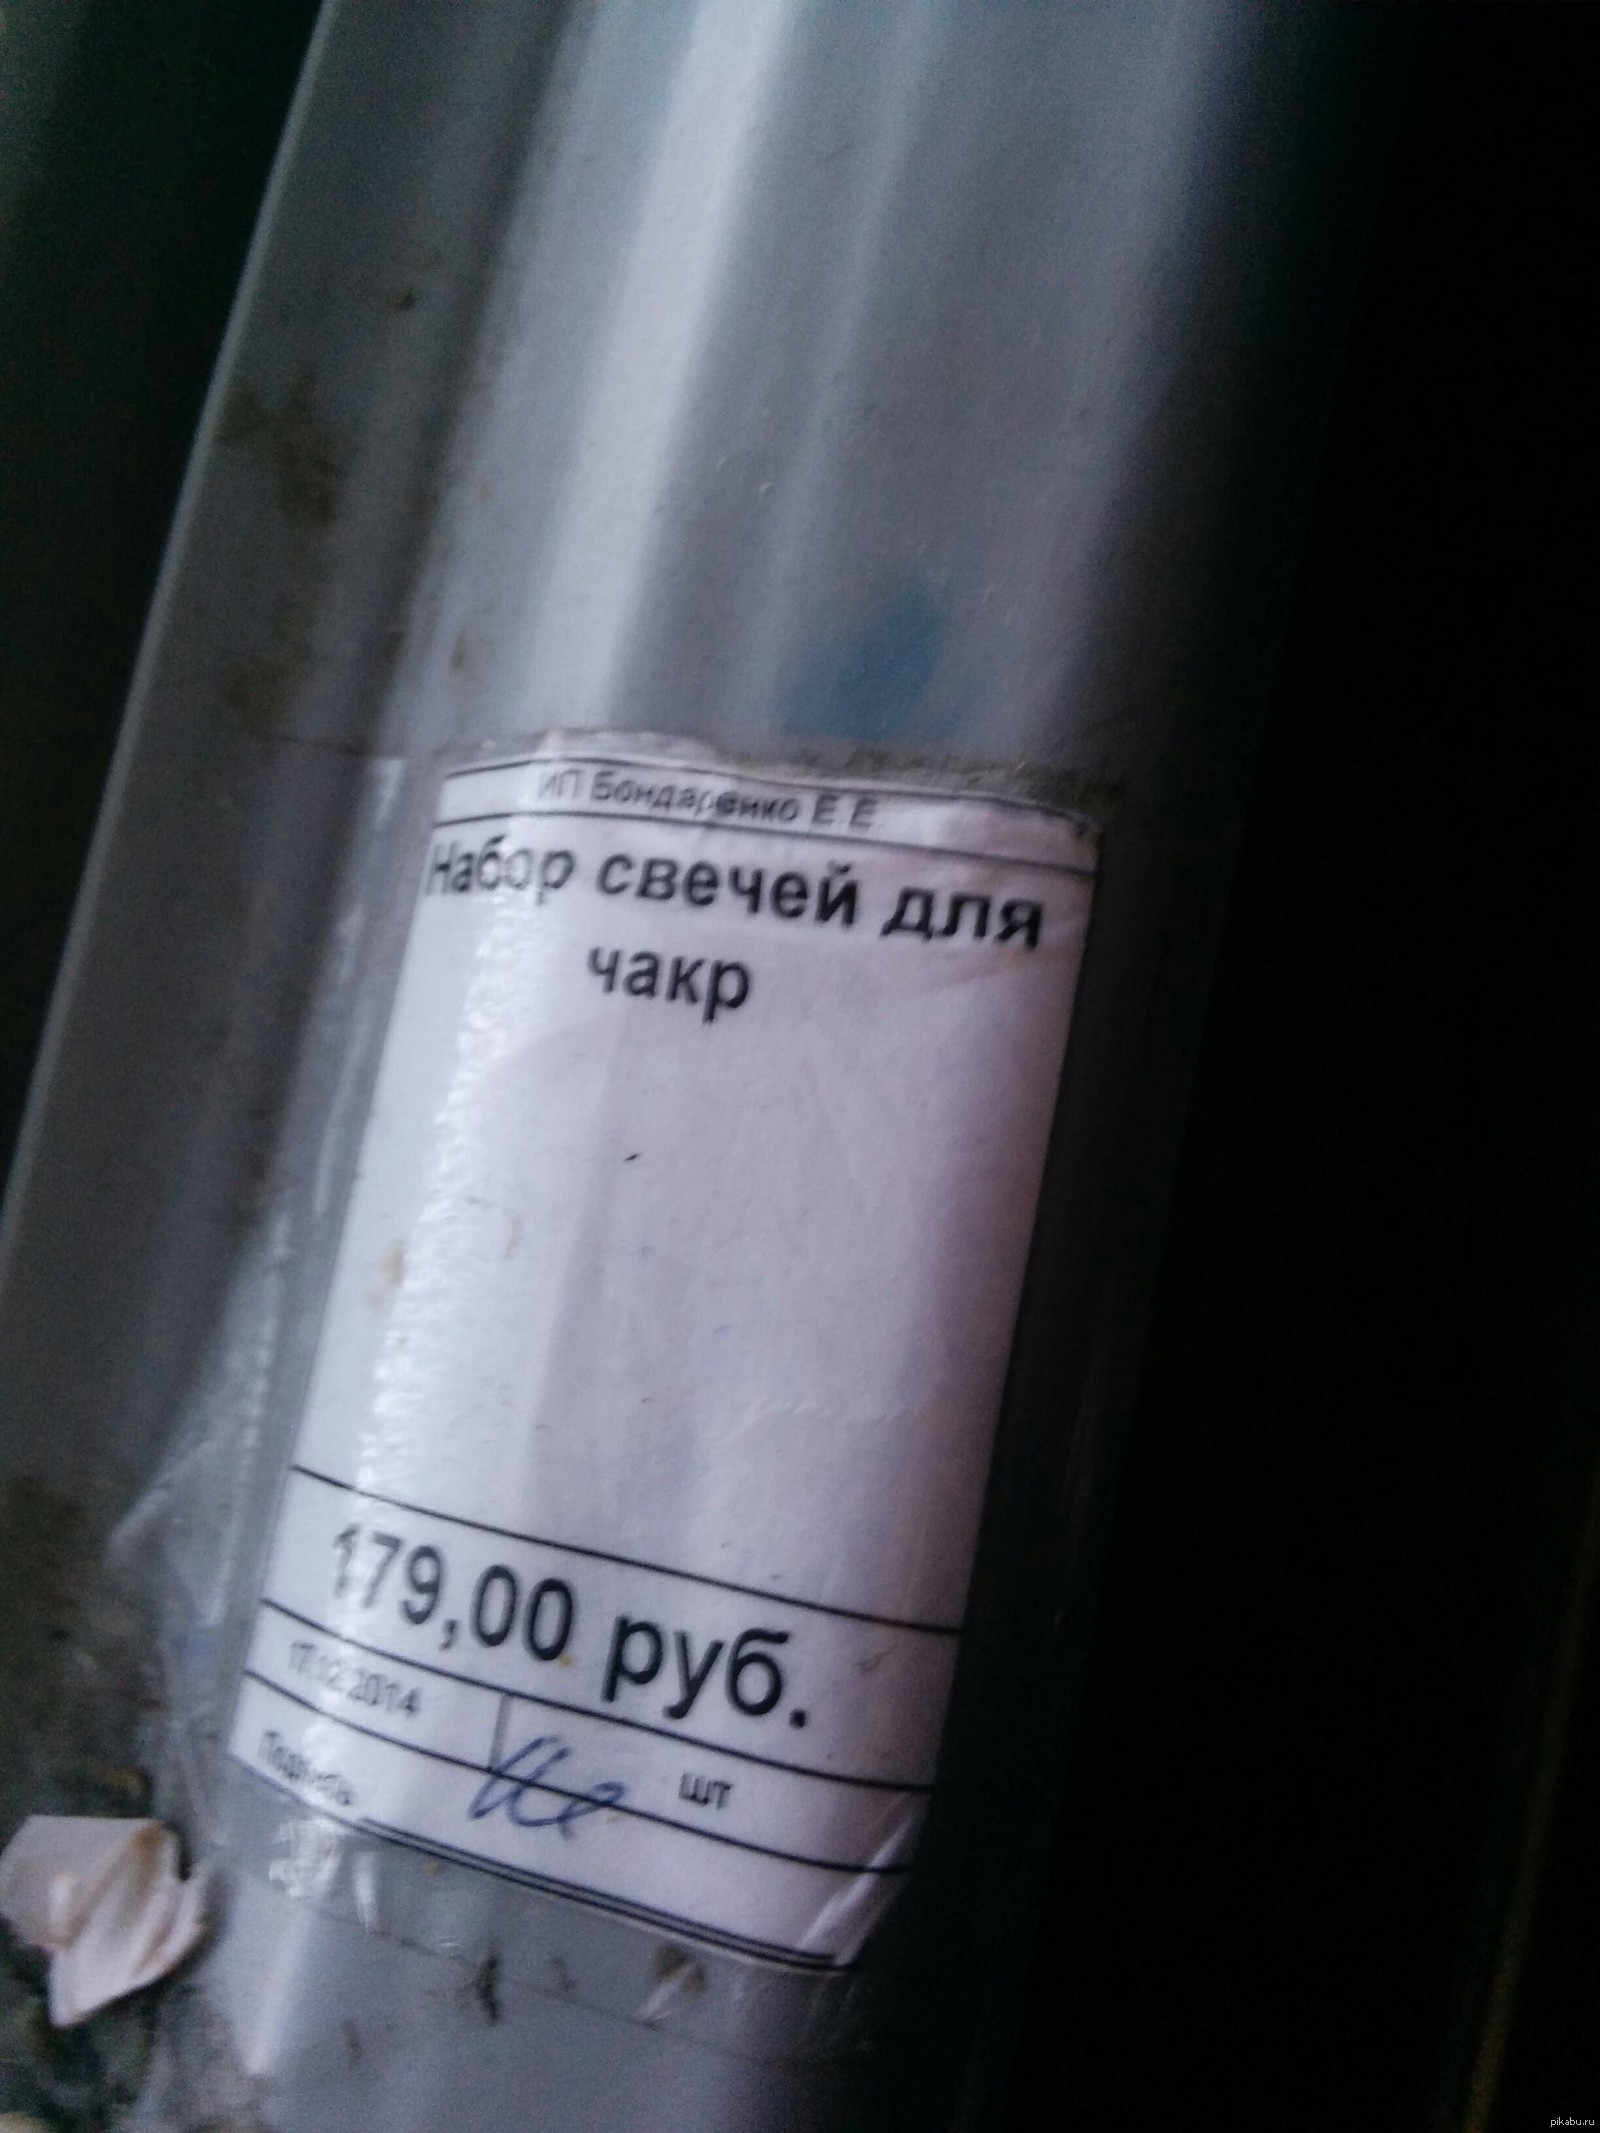 ИП Бондаренко Е.Е.
Набор свечей для
чакр
179,00 руб.
17.12.2014
шт
Подпись
pikabu.ru